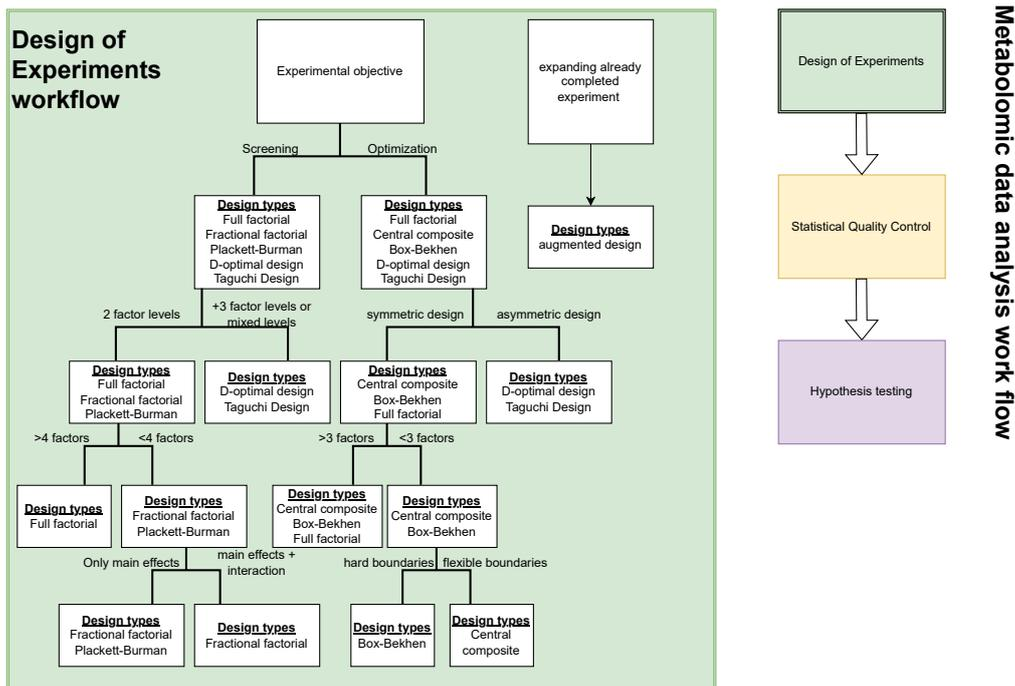 Design of
Experiments
workflow
Experimental objective
expanding already
completed
experiment
Screening
Optimization
Design types
Full factorial
Fractional factorial
Plackett-Burman
D-optimal design
Taguchi Design
Design types
Full factorial
Central composite
Box-Bekhen
D-optimal design
Taguchi Design
Design types
augmented design
2 factor levels
+3 factor levels or
mixed levels
symmetric design
asymmetric design
Design types
Full factorial
Fractional factorial
Plackett-Burman
Design types
D-optimal design
Taguchi Design
Design types
Central composite
Box-Bekhen
Full factorial
Design types
D-optimal design
Taguchi Design
>4 factors
<4 factors
>3 factors
<3 factors
Design types
Full factorial
Design types
Fractional factorial
Plackett-Burman
Design types
Central composite
Box-Bekhen
Full factorial
Design types
Central composite
Box-Bekhen
Only main effects
main effects +
interaction
hard boundaries
flexible boundaries
Design types
Fractional factorial
Plackett-Burman
Design types
Fractional factorial
Design types
Box-Bekhen
Design types
Central
composite
Design of Experiments
Statistical Quality Control
Hypothesis testing
Metabolomic data analysis work flow